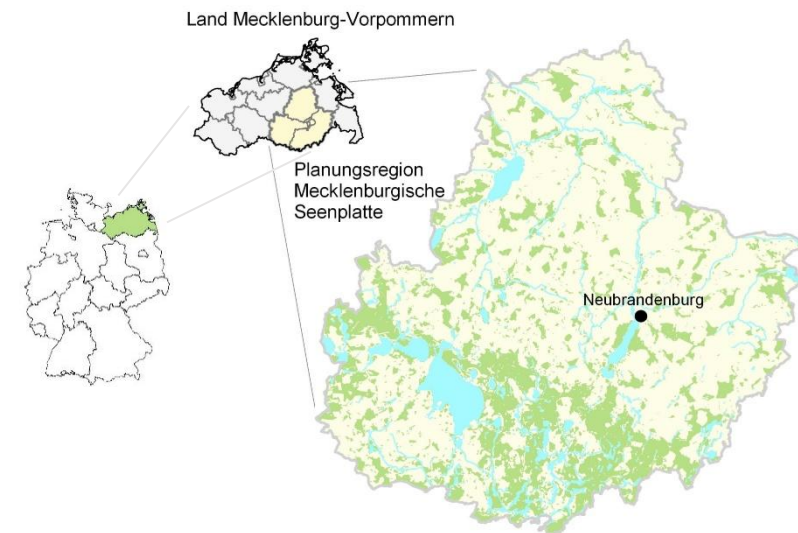 Land Mecklenburg-Vorpommern
Planungsregion
Mecklenburgische
Seenplatte
Neubrandenburg